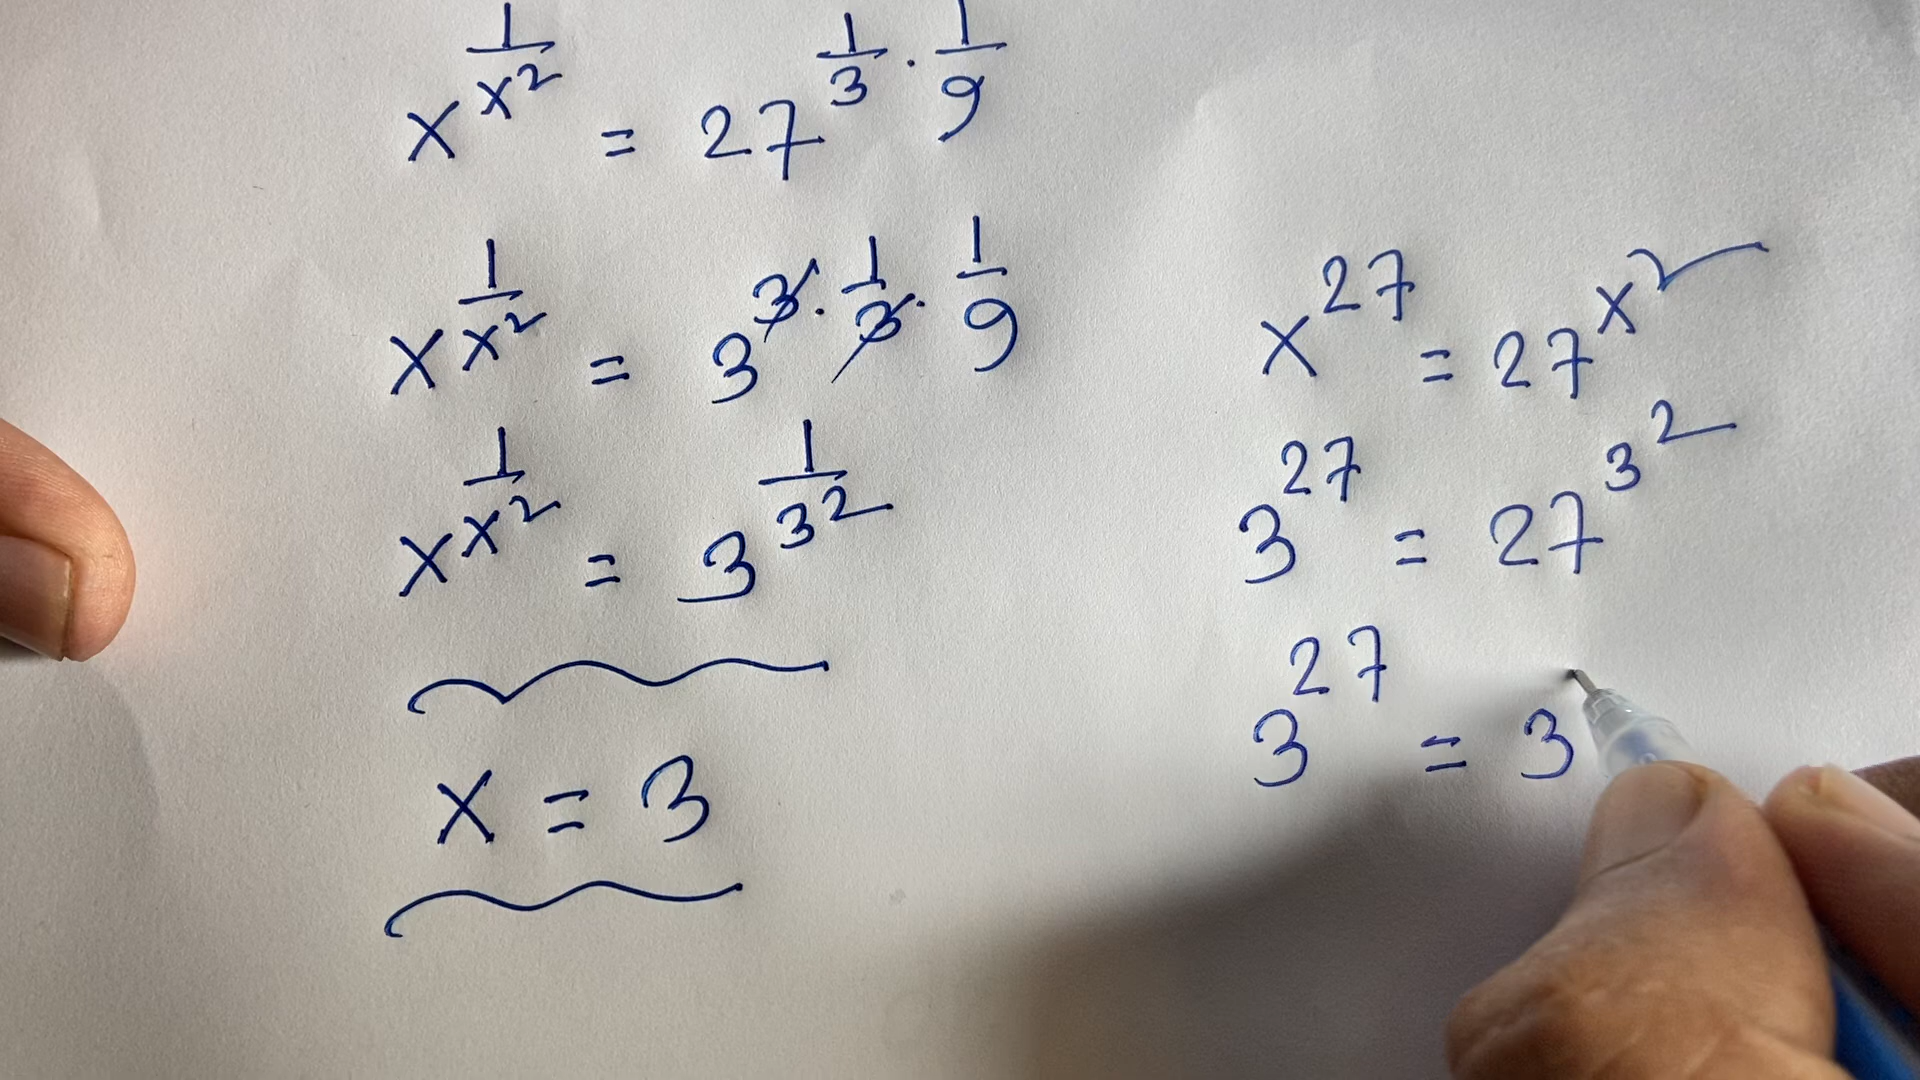 x^(1/x²) = 27^(1/3 · 1/9)
x^(1/x²) = 3^(3 · 1/3 · 1/9)
x^(1/x²) = 3^(1/3²)
x = 3
x^27 = 27^(x²)
3^27 = 27^(3²)
3^27 = 3